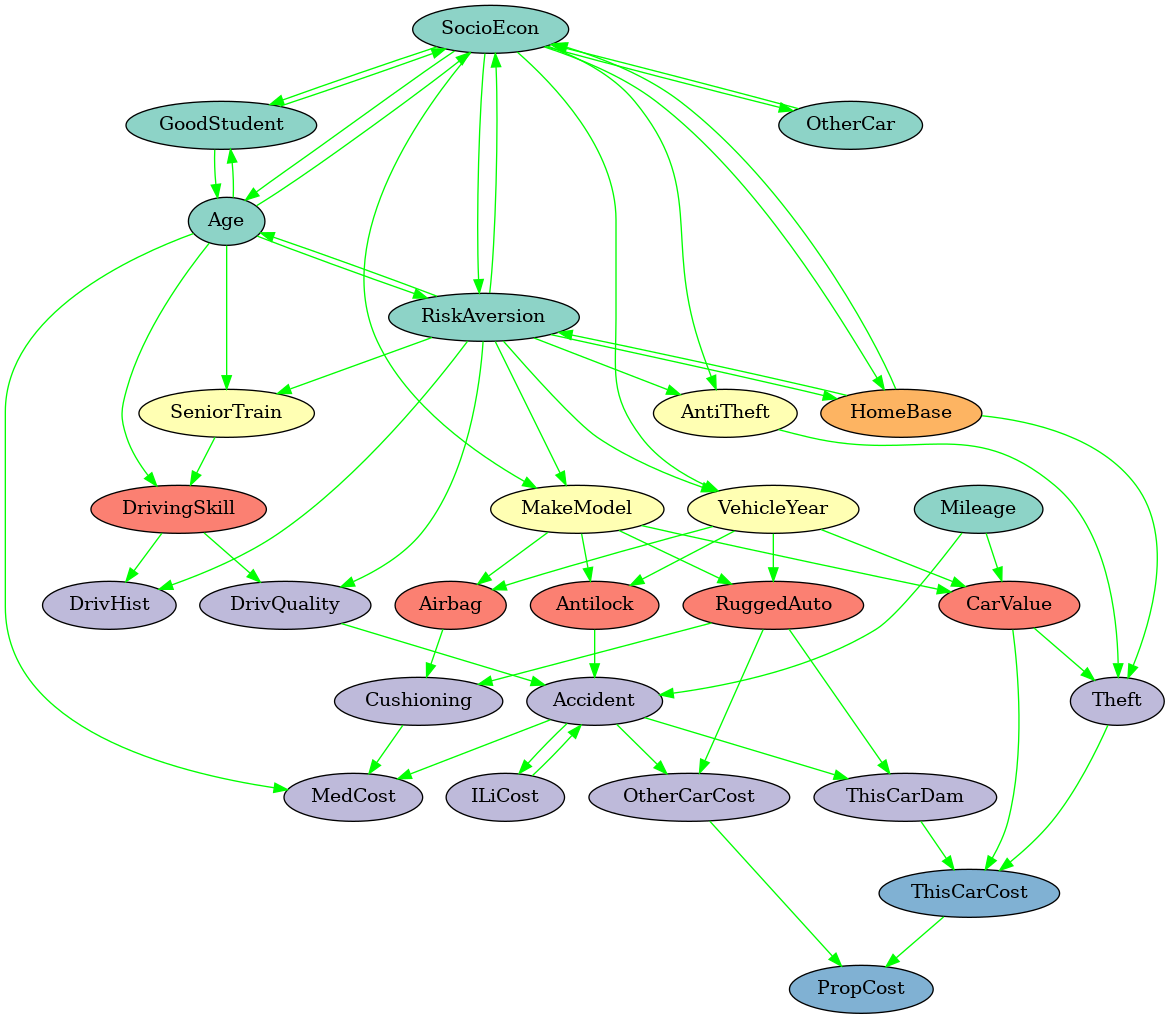 SocioEcon
GoodStudent
OtherCar
Age
RiskAversion
SeniorTrain
AntiTheft
HomeBase
DrivingSkill
MakeModel
VehicleYear
Mileage
DrivHist
DrivQuality
Airbag
Antilock
RuggedAuto
CarValue
Cushioning
Accident
Theft
MedCost
ILiCost
OtherCarCost
ThisCarDam
ThisCarCost
PropCost